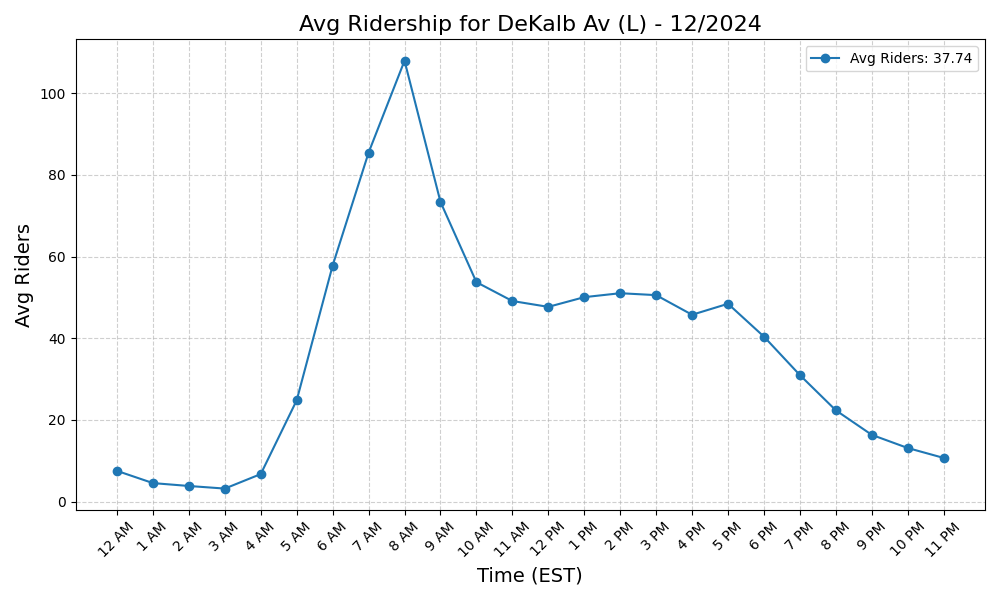 Avg Ridership for DeKalb Av (L) - 12/2024
Avg Riders: 37.74
Avg Riders
100
80
60
40
20
0
12 AM
1 AM
2 AM
3 AM
4 AM
5 AM
6 AM
7 AM
8 AM
9 AM
10 AM
11 AM
12 PM
1 PM
2 PM
3 PM
4 PM
5 PM
6 PM
7 PM
8 PM
9 PM
10 PM
11 PM
Time (EST)